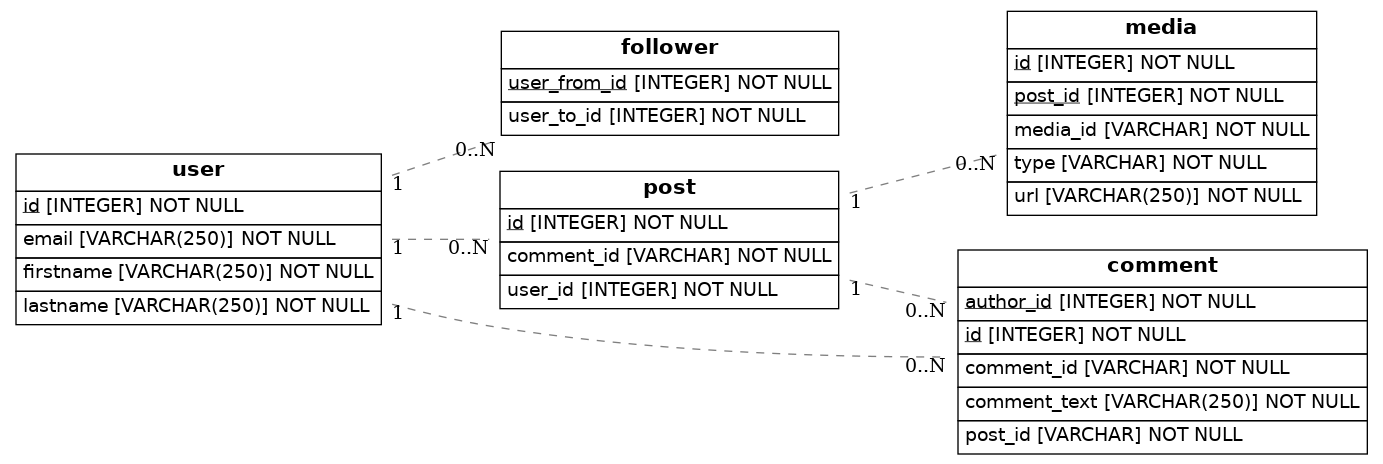 user
id [INTEGER] NOT NULL
email [VARCHAR(250)] NOT NULL
firstname [VARCHAR(250)] NOT NULL
lastname [VARCHAR(250)] NOT NULL
1
0..N
1
0..N
1
0..N
follower
user_from_id [INTEGER] NOT NULL
user_to_id [INTEGER] NOT NULL
post
id [INTEGER] NOT NULL
comment_id [VARCHAR] NOT NULL
user_id [INTEGER] NOT NULL
1
0..N
1
0..N
media
id [INTEGER] NOT NULL
post_id [INTEGER] NOT NULL
media_id [VARCHAR] NOT NULL
type [VARCHAR] NOT NULL
url [VARCHAR(250)] NOT NULL
comment
author_id [INTEGER] NOT NULL
id [INTEGER] NOT NULL
comment_id [VARCHAR] NOT NULL
comment_text [VARCHAR(250)] NOT NULL
post_id [VARCHAR] NOT NULL